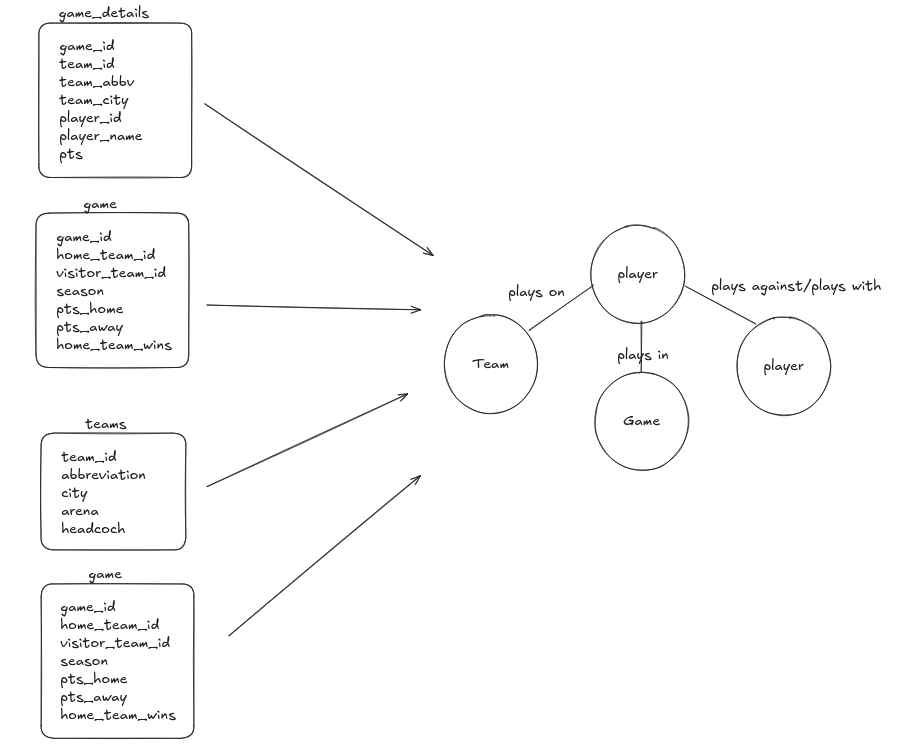 game_details
game_id
team_id
team_abbv
team_city
player_id
player_name
pts
game
game_id
home_team_id
visitor_team_id
season
pts_home
pts_away
home_team_wins
teams
team_id
abbreviation
city
arena
headcoch
game
game_id
home_team_id
visitor_team_id
season
pts_home
pts_away
home_team_wins
player
plays on
plays against/plays with
Team
plays in
player
Game